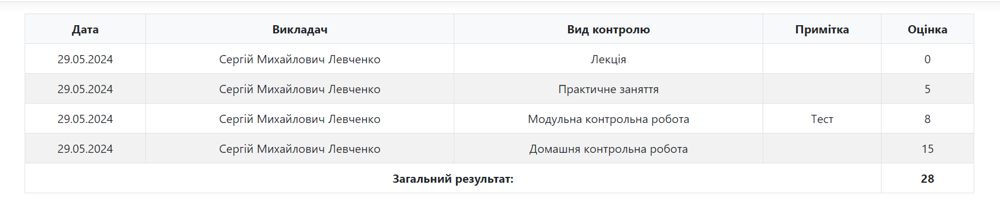 Дата Викладач Вид контролю Примітка Оцінка
29.05.2024 Сергій Михайлович Левченко Лекція 0
29.05.2024 Сергій Михайлович Левченко Практичне заняття 5
29.05.2024 Сергій Михайлович Левченко Модульна контрольна робота Тест 8
29.05.2024 Сергій Михайлович Левченко Домашня контрольна робота 15
Загальний результат: 28